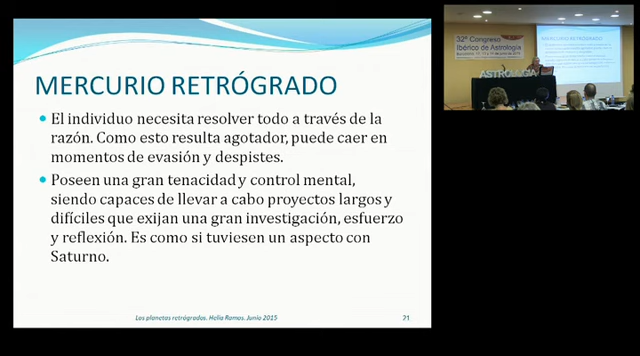 MERCURIO RETRÓGRADO
El individuo necesita resolver todo a través de la
razón. Como esto resulta agotador, puede caer en
momentos de evasión y despistes.
Poseen una gran tenacidad y control mental,
siendo capaces de llevar a cabo proyectos largos y
difíciles que exijan una gran investigación, esfuerzo
y reflexión. Es como si tuviesen un aspecto con
Saturno.
Los planetas retrógrados. Helia Ramos. Junio 2015
21
32º Congreso
Ibérico de Astrología
MERCURIO RETRÓGRADO
ASTROLOGIA